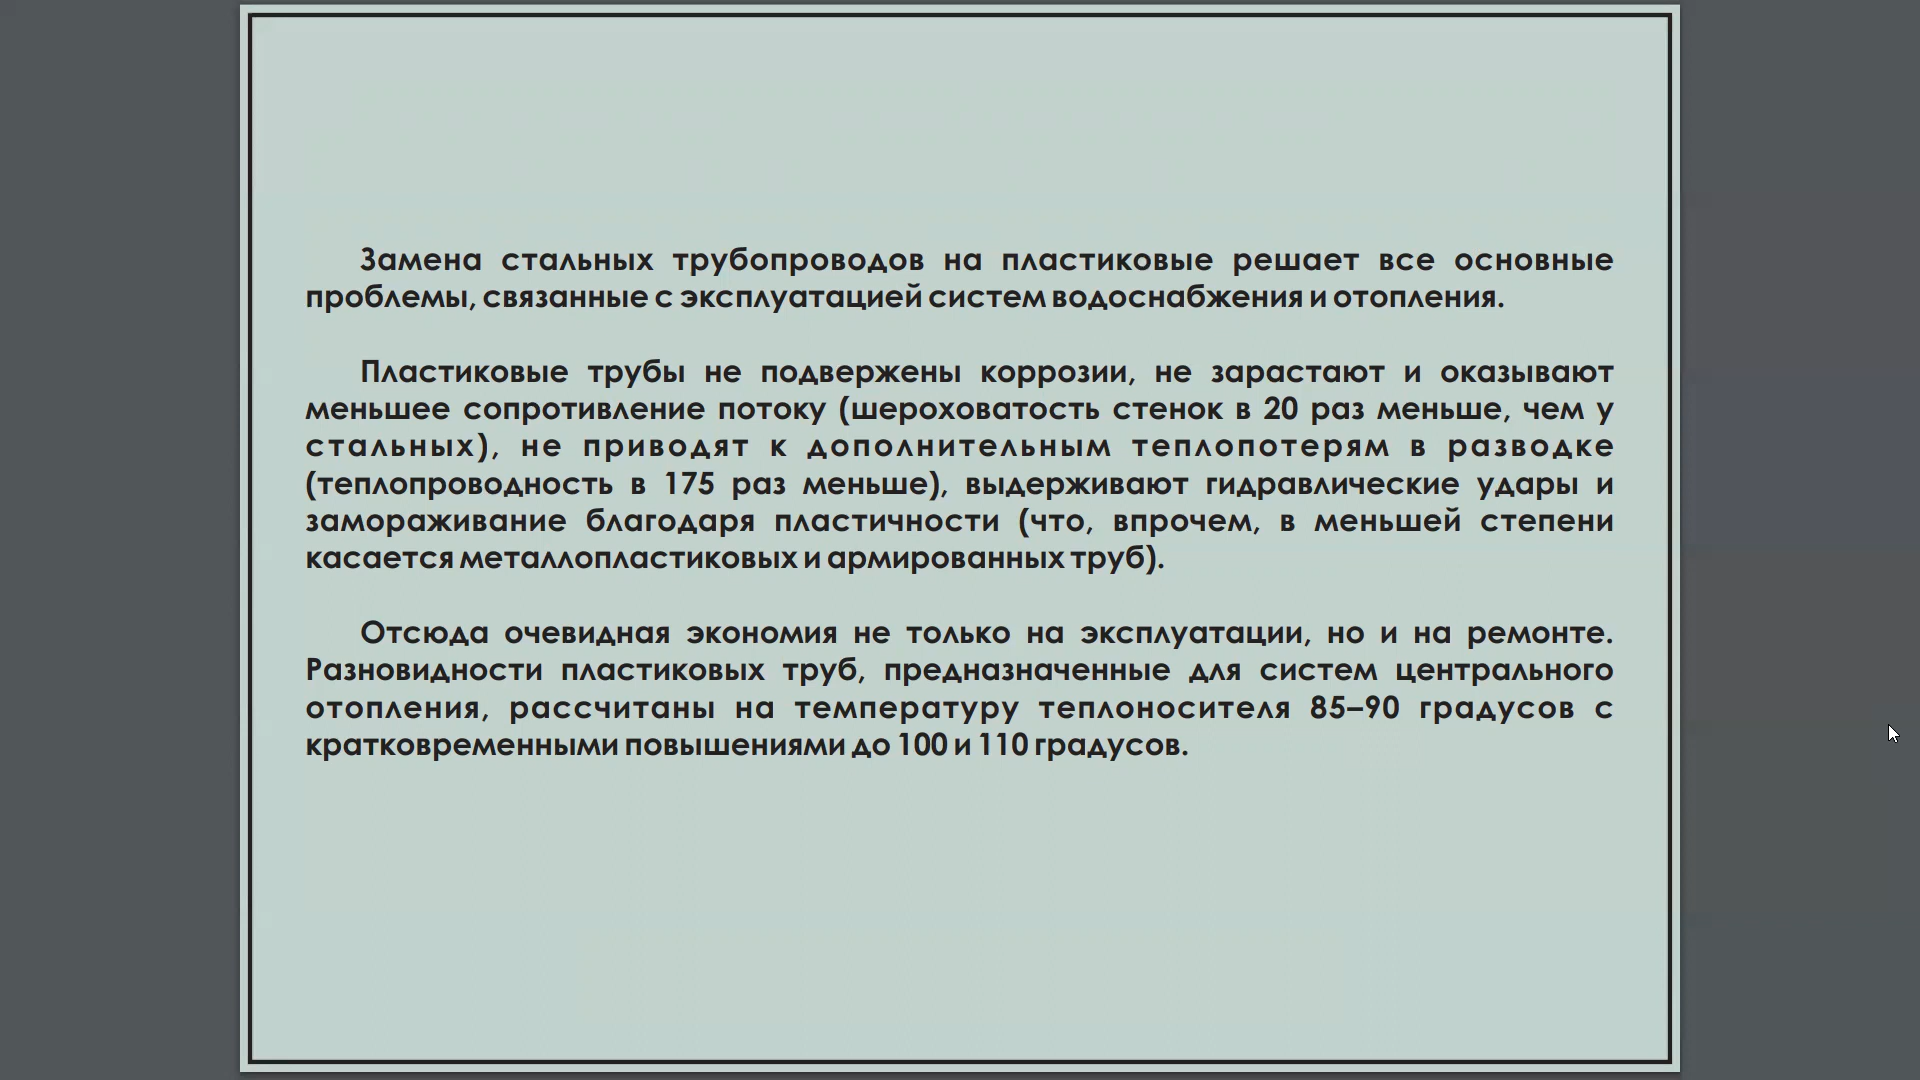 Замена стальных трубопроводов на пластиковые решает все основные
проблемы, связанные с эксплуатацией систем водоснабжения и отопления.
Пластиковые трубы не подвержены коррозии, не зарастают и оказывают
меньшее сопротивление потоку (шероховатость стенок в 20 раз меньше, чем у
стальных), не приводят к дополнительным теплопотерям в разводке
(теплопроводность в 175 раз меньше), выдерживают гидравлические удары и
замораживание благодаря пластичности (что, впрочем, в меньшей степени
касается металлопластиковых и армированных труб).
Отсюда очевидная экономия не только на эксплуатации, но и на ремонте.
Разновидности пластиковых труб, предназначенные для систем центрального
отопления, рассчитаны на температуру теплоносителя 85–90 градусов с
кратковременными повышениями до 100 и 110 градусов.